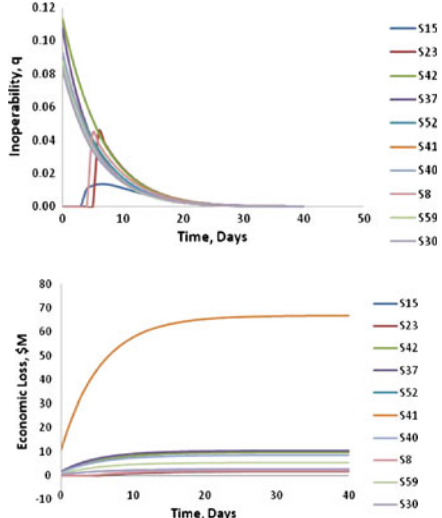 0.12
0.10
0.08
0.06
0.04
0.02
0.00
Inoperability, q
0 10 20 30 40 50
Time, Days
S15
S23
S42
S37
S52
S41
S40
S8
S59
S30
80
70
60
50
40
30
20
10
0
-10
Economic Loss, $M
0 10 20 30 40
Time, Days
S15
S23
S42
S37
S52
S41
S40
S8
S59
S30